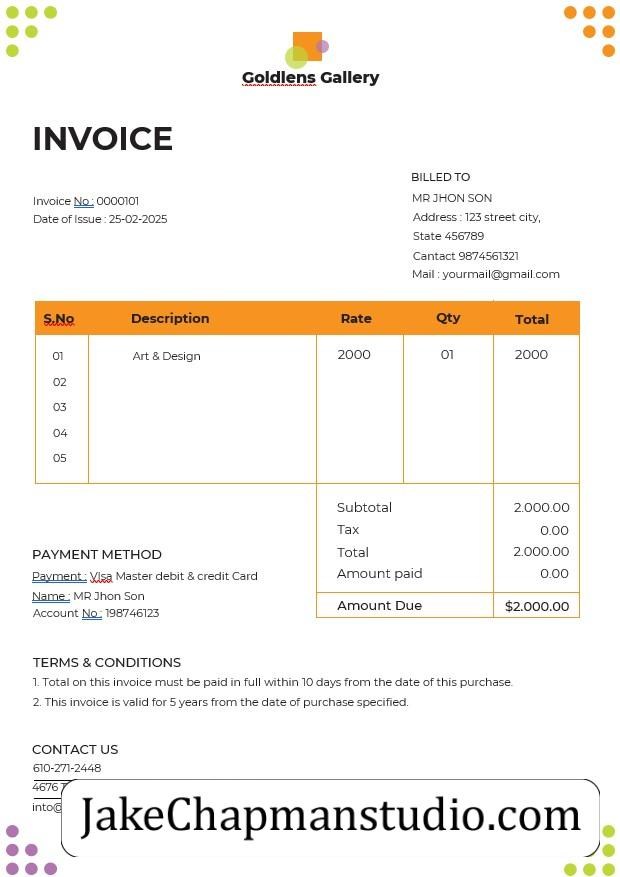 Goldlens Gallery
INVOICE
Invoice No : 0000101
Date of Issue : 25-02-2025
BILLED TO
MR JHON SON
Address : 123 street city,
State 456789
Cantact 9874561321
Mail : yourmail@gmail.com
S.No Description Rate Qty Total
01 Art & Design 2000 01 2000
02
03
04
05
Subtotal 2.000.00
Tax 0.00
Total 2.000.00
Amount paid 0.00
Amount Due $2.000.00
PAYMENT METHOD
Payment : VIsa Master debit & credit Card
Name : MR Jhon Son
Account No : 198746123
TERMS & CONDITIONS
1. Total on this invoice must be paid in full within 10 days from the date of this purchase.
2. This invoice is valid for 5 years from the date of purchase specified.
CONTACT US
610-271-2448
4676
into@
JakeChapmanstudio.com